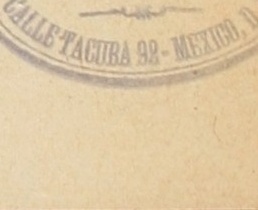 CALLE TACUBA 92 - MEXICO, D